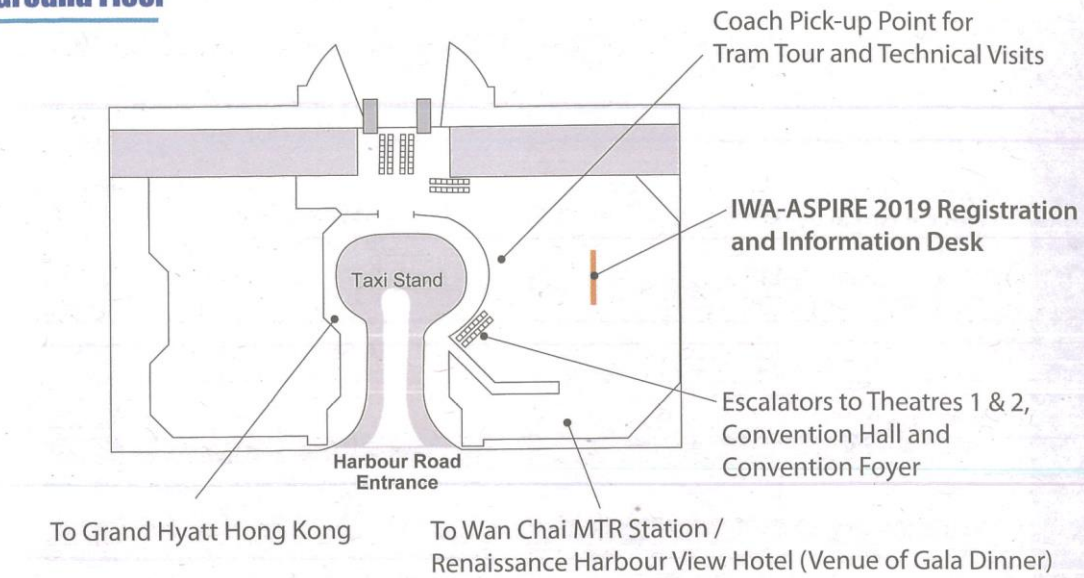 Ground Floor
Coach Pick-up Point for
Tram Tour and Technical Visits
IWA-ASPIRE 2019 Registration
and Information Desk
Taxi Stand
Escalators to Theatres 1 & 2,
Convention Hall and
Convention Foyer
Harbour Road
Entrance
To Grand Hyatt Hong Kong
To Wan Chai MTR Station /
Renaissance Harbour View Hotel (Venue of Gala Dinner)